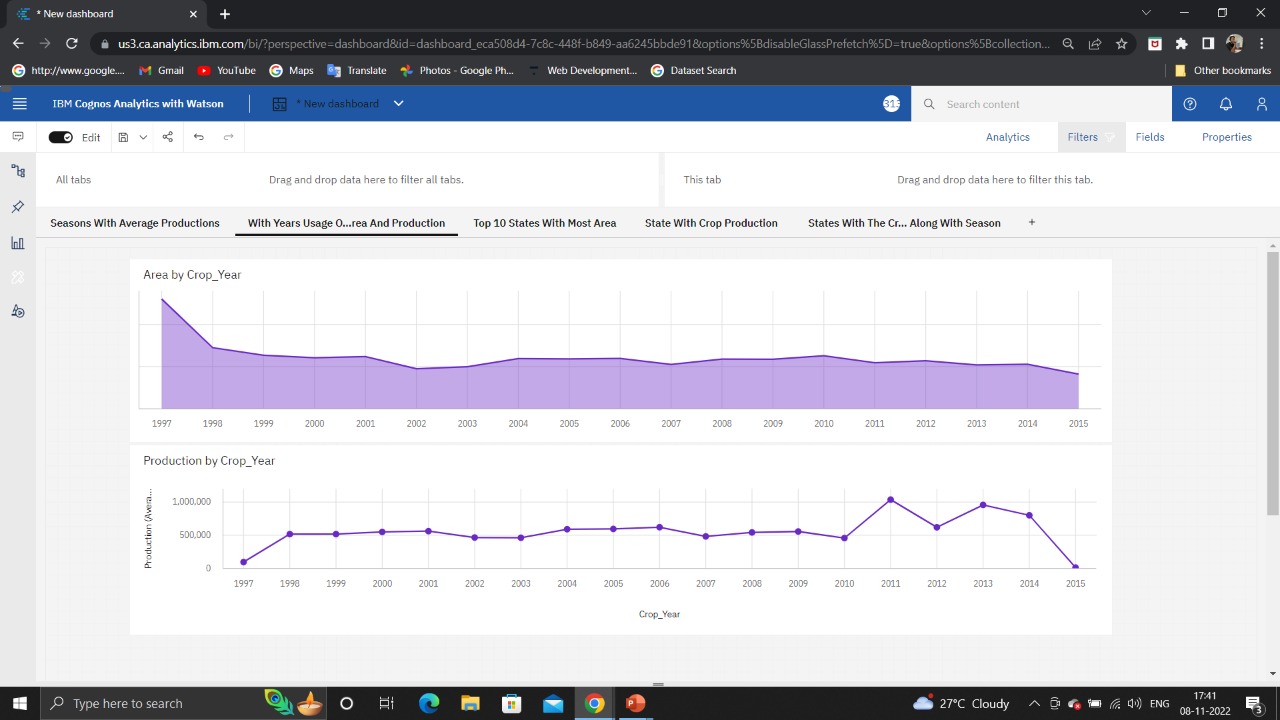 * New dashboard
us3.ca.analytics.ibm.com/bi/?perspective=dashboard&id=dashboard_eca508d4-7c8c-448f-b849-aa6245bbde91&options%5BdisableGlassPrefetch%5D=true&options%5Bcollection...
http://www.google.... Gmail YouTube Maps Translate Photos - Google Ph... Web Development... Dataset Search Other bookmarks
IBM Cognos Analytics with Watson * New dashboard Search content
Edit Analytics Filters Fields Properties
All tabs Drag and drop data here to filter all tabs. This tab Drag and drop data here to filter this tab.
Seasons With Average Productions With Years Usage O...rea And Production Top 10 States With Most Area State With Crop Production States With The Cr... Along With Season +
Area by Crop_Year
1997 1998 1999 2000 2001 2002 2003 2004 2005 2006 2007 2008 2009 2010 2011 2012 2013 2014 2015
Production by Crop_Year
Production (Avera...
1,000,000
500,000
0
1997 1998 1999 2000 2001 2002 2003 2004 2005 2006 2007 2008 2009 2010 2011 2012 2013 2014 2015
Crop_Year
Type here to search 27°C Cloudy ENG 17:41
08-11-2022 3